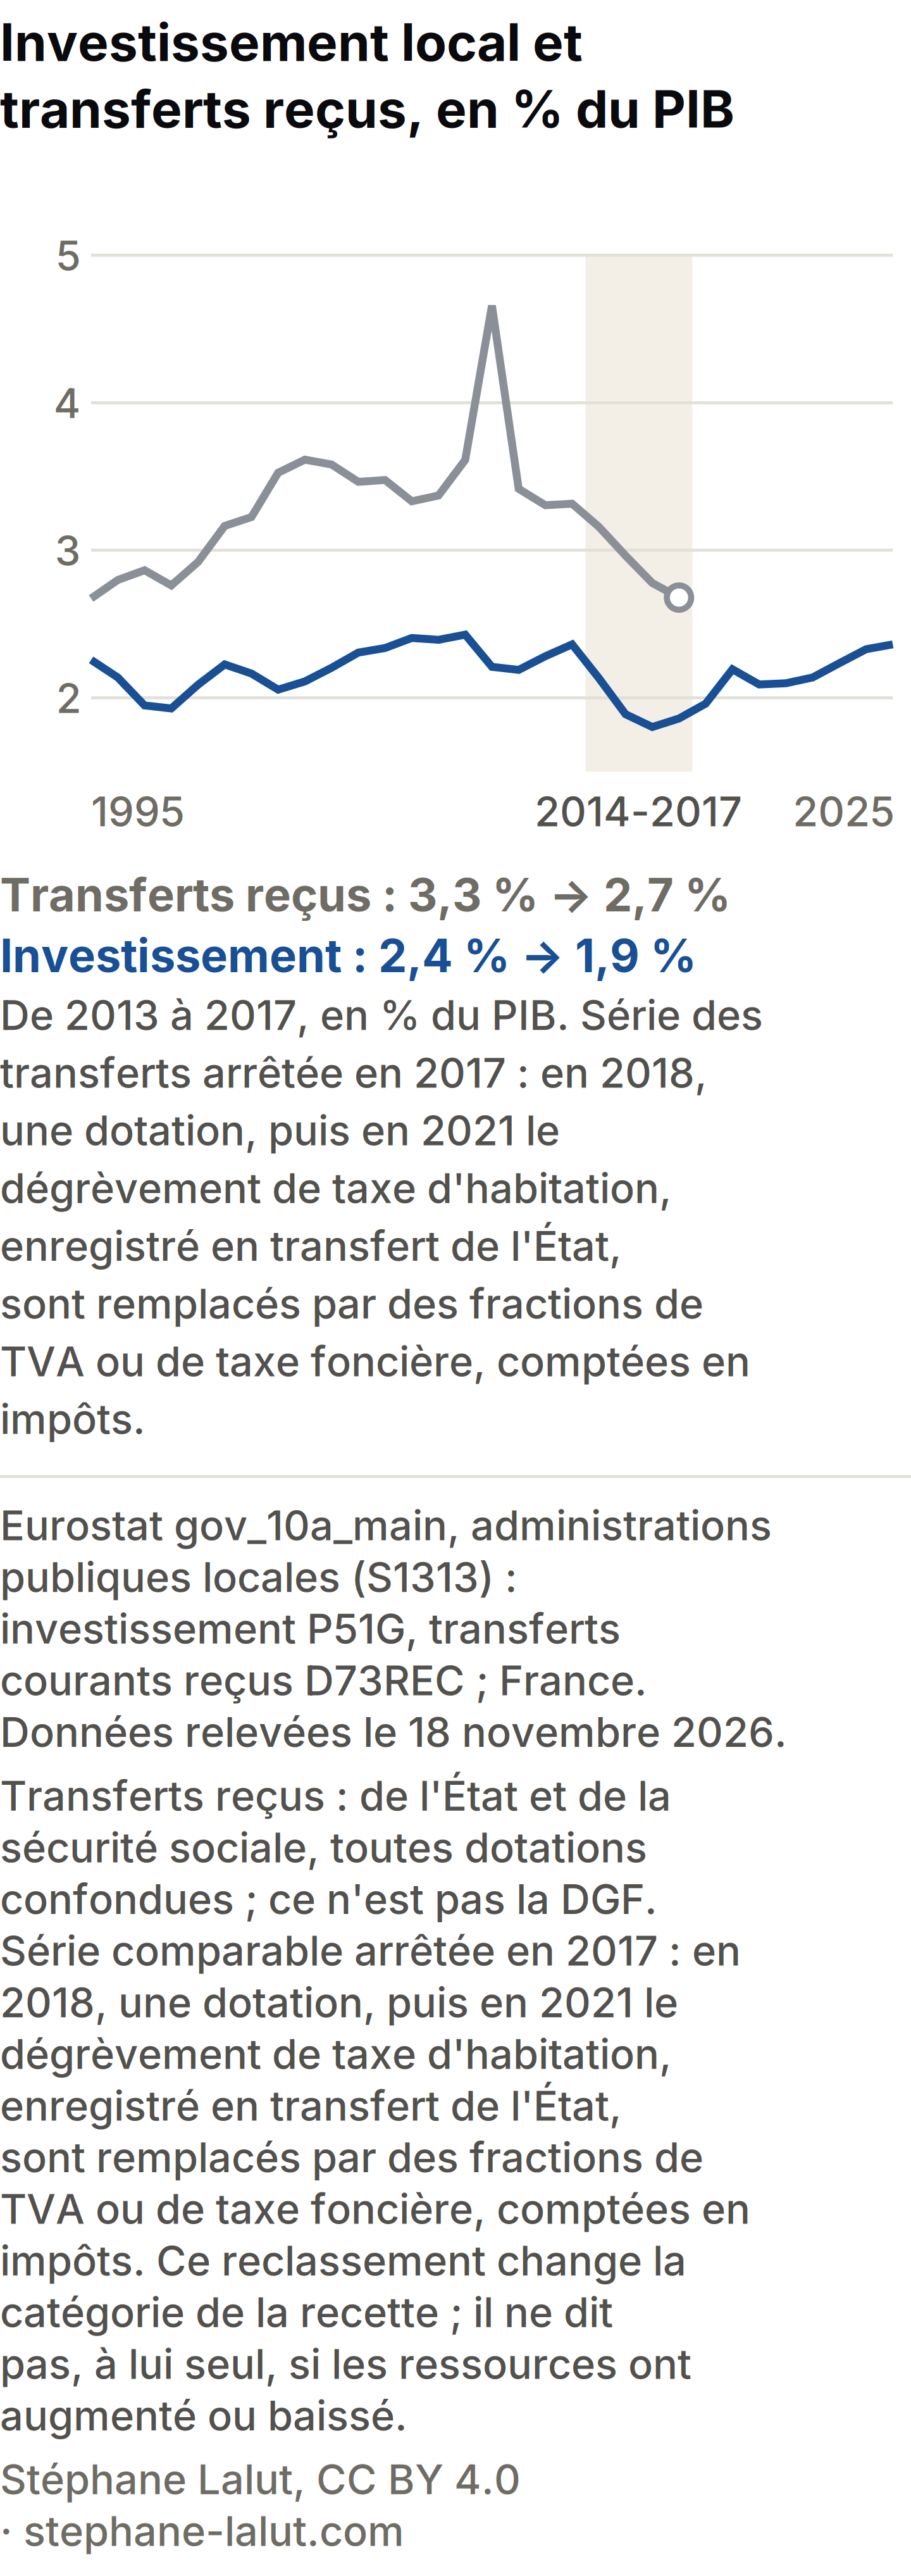 Investissement local et
transferts reçus, en % du PIB
5
4
3
2
1995
2014-2017
2025
Transferts reçus : 3,3 % → 2,7 %
Investissement : 2,4 % → 1,9 %
De 2013 à 2017, en % du PIB. Série des
transferts arrêtée en 2017 : en 2018,
une dotation, puis en 2021 le
dégrèvement de taxe d'habitation,
enregistré en transfert de l'État,
sont remplacés par des fractions de
TVA ou de taxe foncière, comptées en
impôts.
Eurostat gov_10a_main, administrations
publiques locales (S1313) :
investissement P51G, transferts
courants reçus D73REC ; France.
Données relevées le 18 novembre 2026.
Transferts reçus : de l'État et de la
sécurité sociale, toutes dotations
confondues ; ce n'est pas la DGF.
Série comparable arrêtée en 2017 : en
2018, une dotation, puis en 2021 le
dégrèvement de taxe d'habitation,
enregistré en transfert de l'État,
sont remplacés par des fractions de
TVA ou de taxe foncière, comptées en
impôts. Ce reclassement change la
catégorie de la recette ; il ne dit
pas, à lui seul, si les ressources ont
augmenté ou baissé.
Stéphane Lalut, CC BY 4.0
· stephane-lalut.com